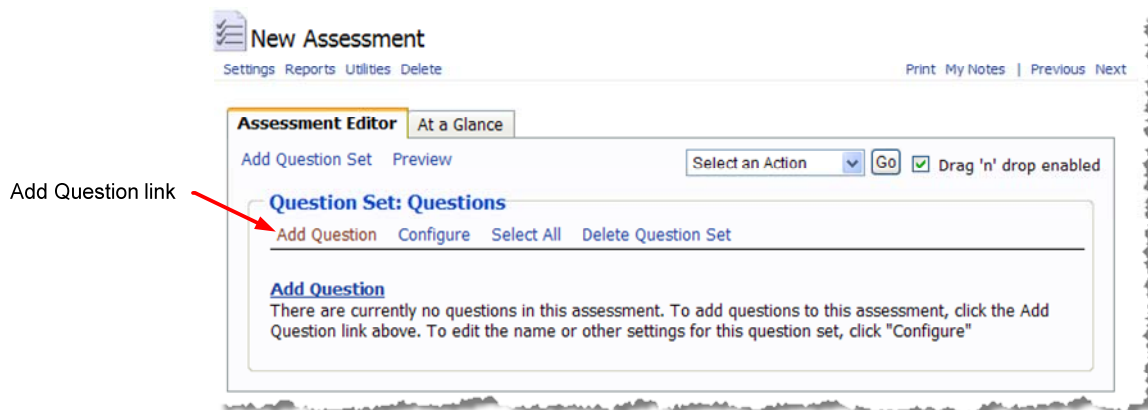 New Assessment
Settings Reports Utilities Delete
Print My Notes | Previous Next
Assessment Editor At a Glance
Add Question Set Preview
Select an Action Go Drag 'n' drop enabled
Add Question link
Question Set: Questions
Add Question Configure Select All Delete Question Set
Add Question
There are currently no questions in this assessment. To add questions to this assessment, click the Add
Question link above. To edit the name or other settings for this question set, click "Configure"